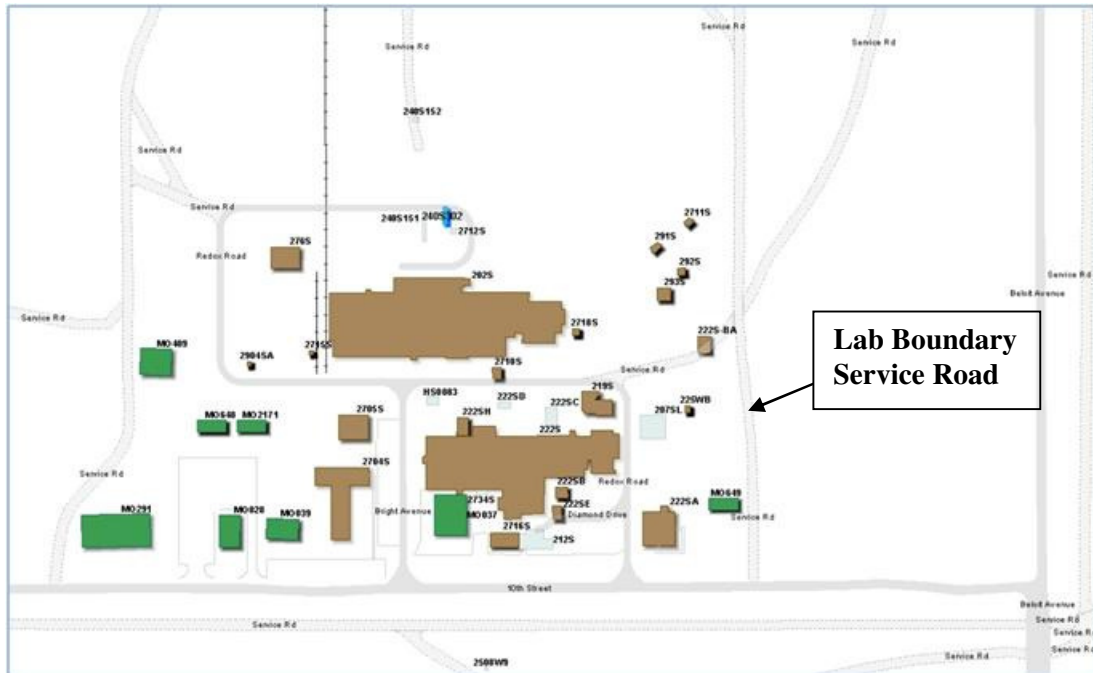 Service Rd
Service Rd
Service Rd
240S152
Service Rd
Service Rd
240S151
240S302
2711S
2712S
291S
276S
Redox Road
292S
202S
293S
Service Rd
Beloit Avenue
Service Rd
2718S
222S-BA
Lab Boundary
Service Road
MO409
2904SA
2715S
2710S
Service Rd
HS0083
222SD
219S
222SC
225WB
MO648
MO2171
270SS
222SH
222S
207SL
2704S
Service Rd
222SB
Redox Road
2734S
MO037
222SE
222SA
MO649
MO291
MO028
MO039
Bright Avenue
Diamond Drive
Service Rd
2716S
212S
10th Street
Beloit Avenue
Service Rd
Service Rd
Service Rd
Service Rd
Service Rd
2508W9